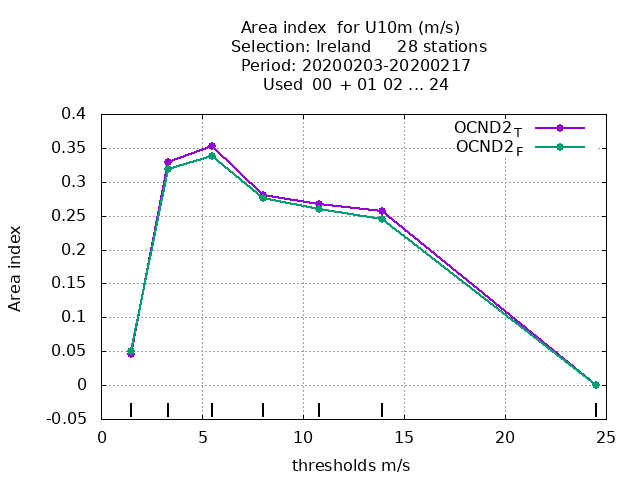 Area index  for U10m (m/s)
Selection: Ireland     28 stations
Period: 20200203-20200217
Used  00 + 01 02 ... 24
OCND2T
OCND2F
0.4
0.35
0.3
0.25
0.2
0.15
0.1
0.05
0
-0.05
Area index
0 5 10 15 20 25
thresholds m/s